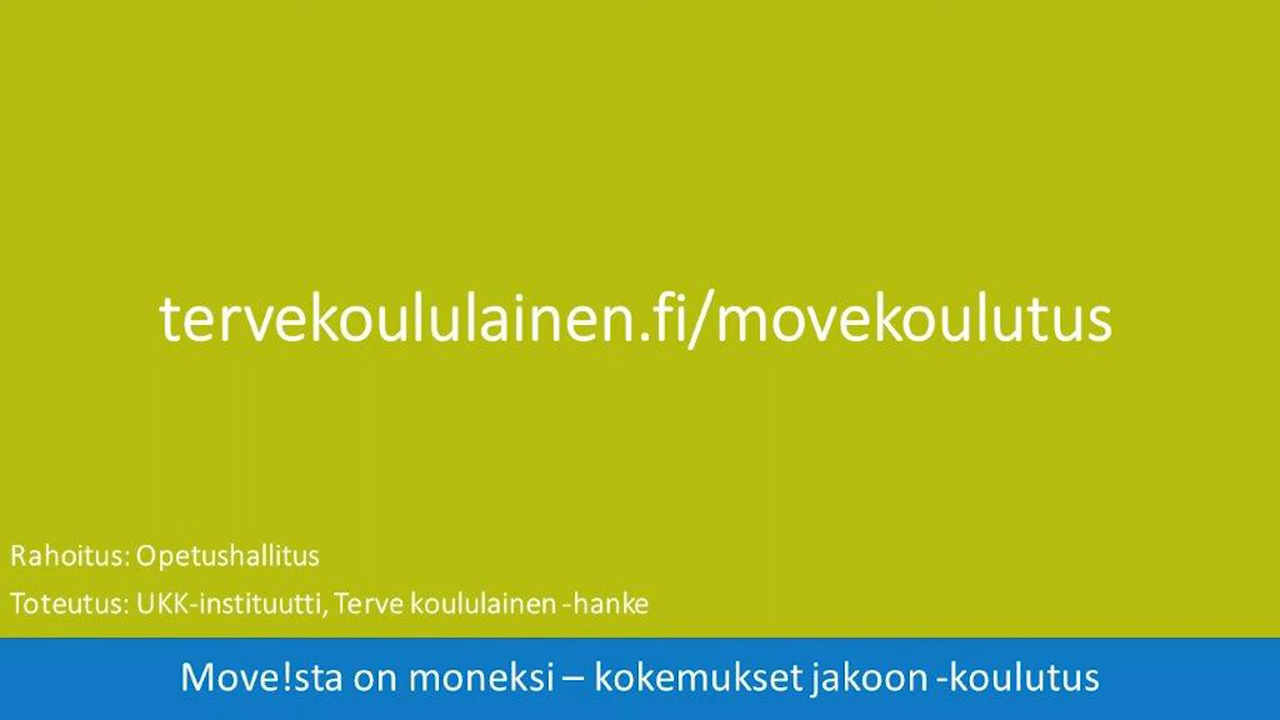 tervekoululainen.fi/movekoulutus
Rahoitus: Opetushallitus
Toteutus: UKK-instituutti, Terve koululainen -hanke
Move!sta on moneksi – kokemukset jakoon -koulutus